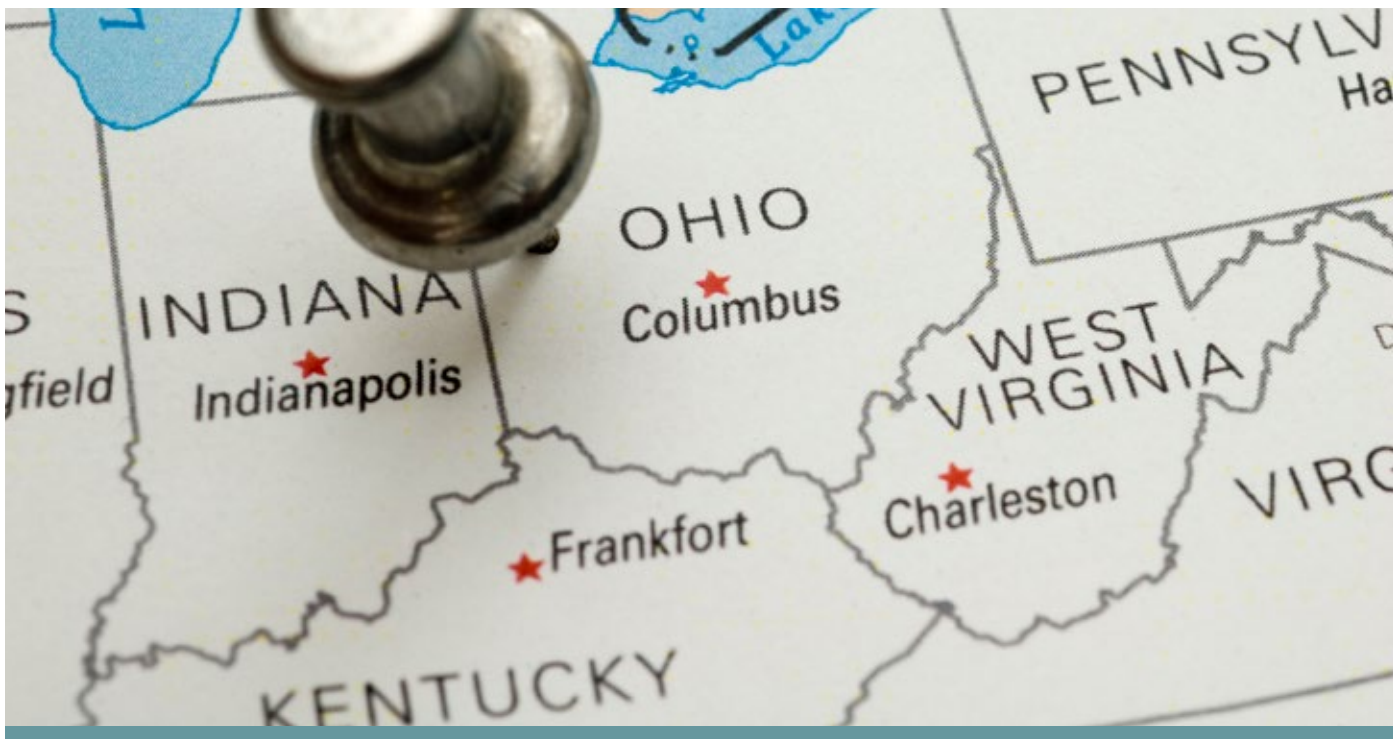 L
Lak
PENNSYLV
Ha
OHIO
Columbus
S
INDIANA
gfield
Indianapolis
WEST
VIRGINIA
D
Charleston
VIRG
Frankfort
KENTUCKY